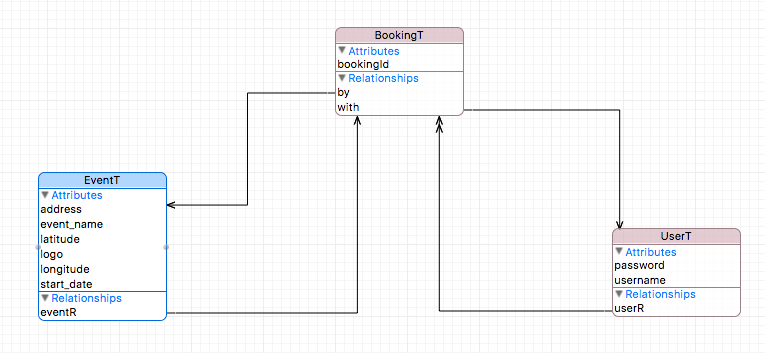 BookingT
Attributes
bookingId
Relationships
by
with
EventT
Attributes
address
event_name
latitude
logo
longitude
start_date
Relationships
eventR
UserT
Attributes
password
username
Relationships
userR